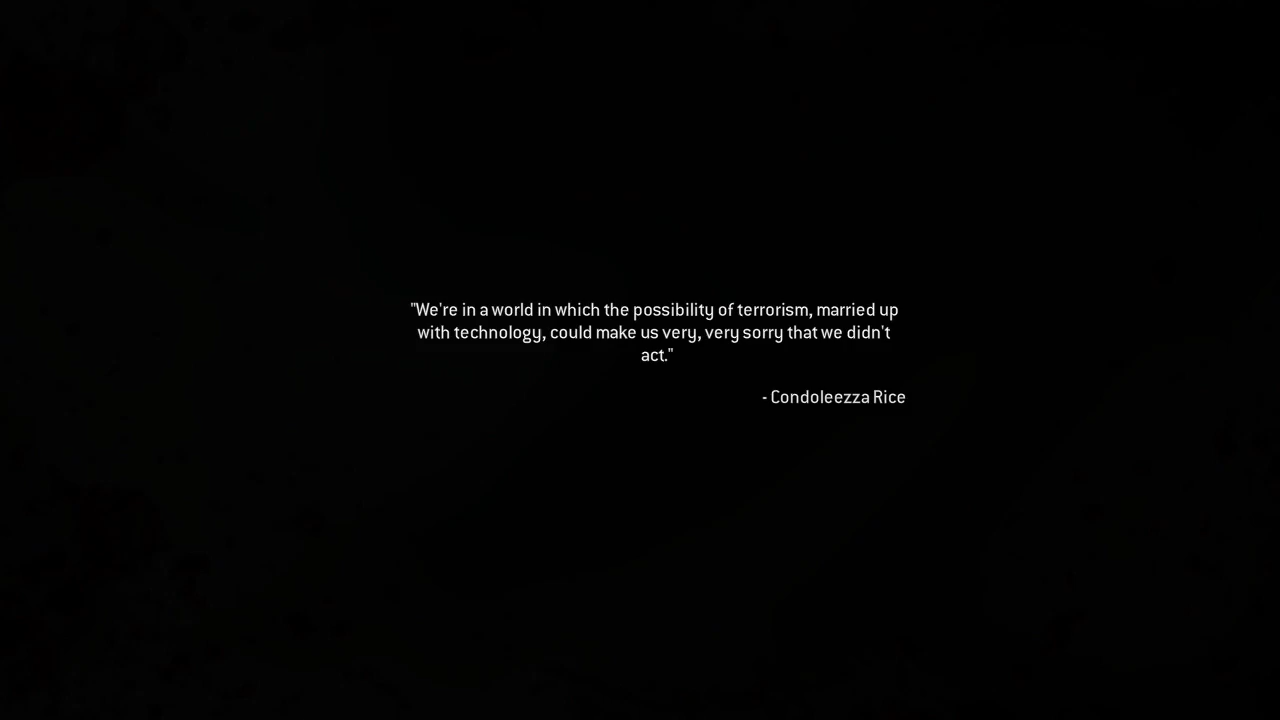 "We're in a world in which the possibility of terrorism, married up
with technology, could make us very, very sorry that we didn't
act."
- Condoleezza Rice